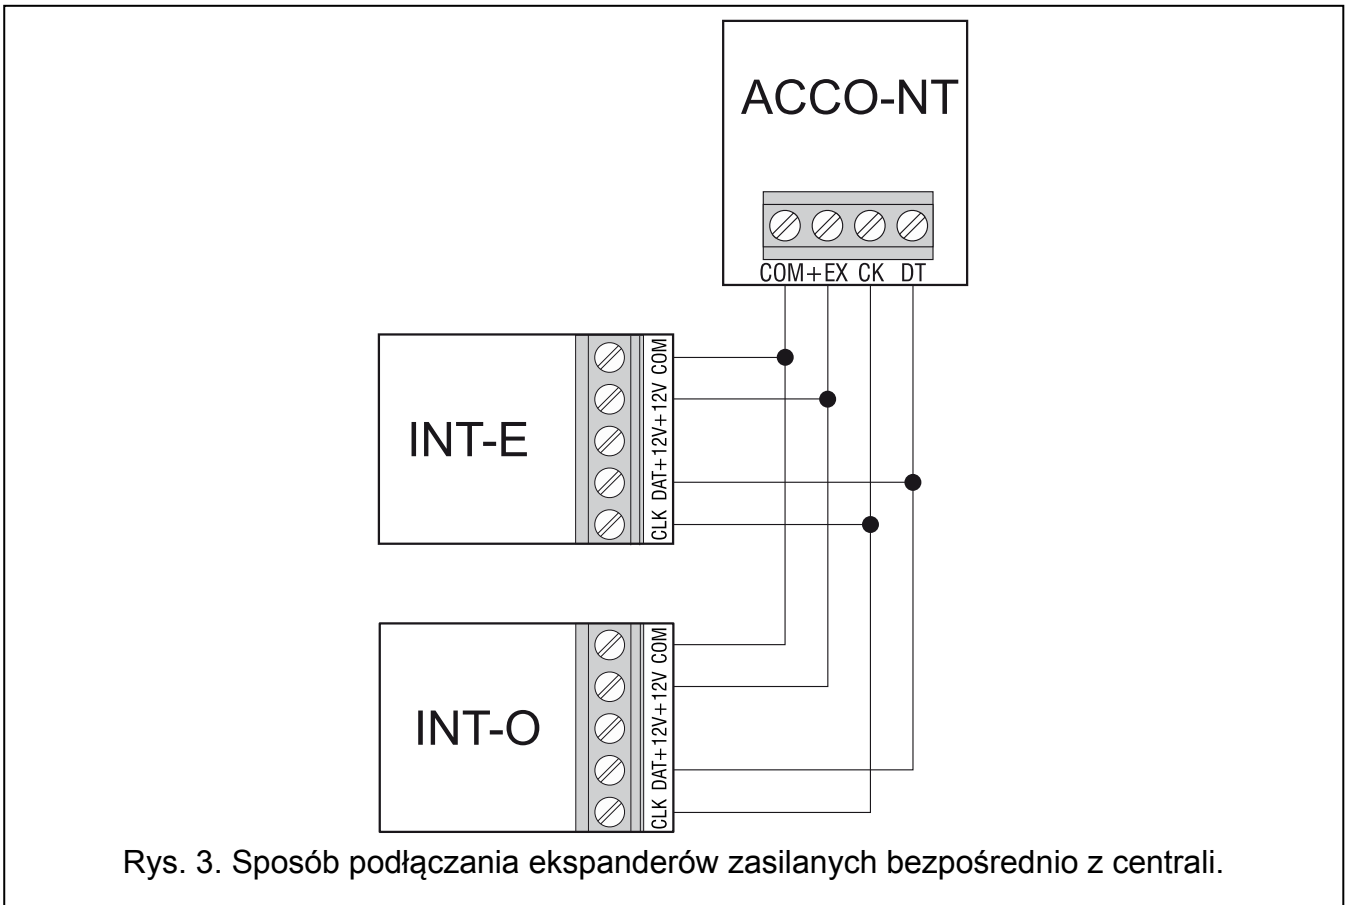 ACCO-NT
COM +EX CK DT
INT-E
CLK DAT +12V +12V COM
INT-O
CLK DAT +12V +12V COM
Rys. 3. Sposób podłączania ekspanderów zasilanych bezpośrednio z centrali.